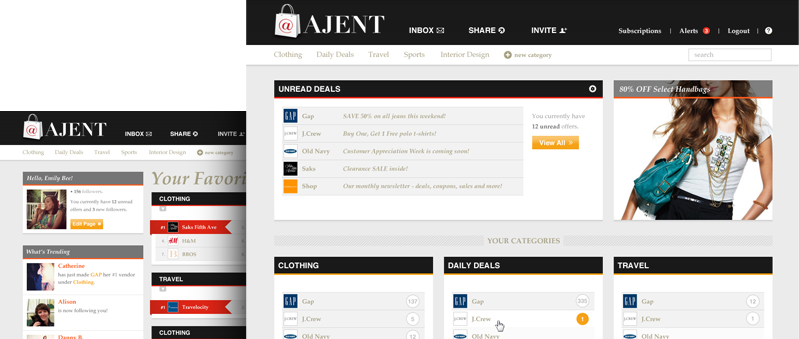 AJENT
INBOX
SHARE
INVITE
Subscriptions
Alerts 3
Logout
?
Clothing
Daily Deals
Travel
Sports
Interior Design
new category
search
UNREAD DEALS
Gap SAVE 50% on all jeans this weekend!
J.Crew Buy One, Get 1 Free polo t-shirts!
Old Navy Customer Appreciation Week is coming soon!
Saks Clearance SALE inside!
Shop Our monthly newsletter - deals, coupons, sales and more!
You currently have
12 unread offers.
View All »
80% OFF Select Handbags
YOUR CATEGORIES
CLOTHING
GAP Gap 137
J.Crew 5
Old Navy 12
DAILY DEALS
GAP Gap 335
J.Crew 5
Old Navy
TRAVEL
GAP Gap 12
J.Crew 1
Old Navy
AJENT
INBOX
SHARE
INVITE
Clothing
Daily Deals
Travel
Sports
Interior Design
new category
Hello, Emily Bee!
• 136 followers.
You currently have 12 unread
offers and 3 new followers.
Edit Page
What's Trending
Catherine
has just made GAP her #1 vendor
under Clothing.
Alison
is now following you!
Danny B.
Your Favori
CLOTHING
#1 Saks Fifth Ave
H&M
BBOS
TRAVEL
#1 Travelocity
CLOTHING